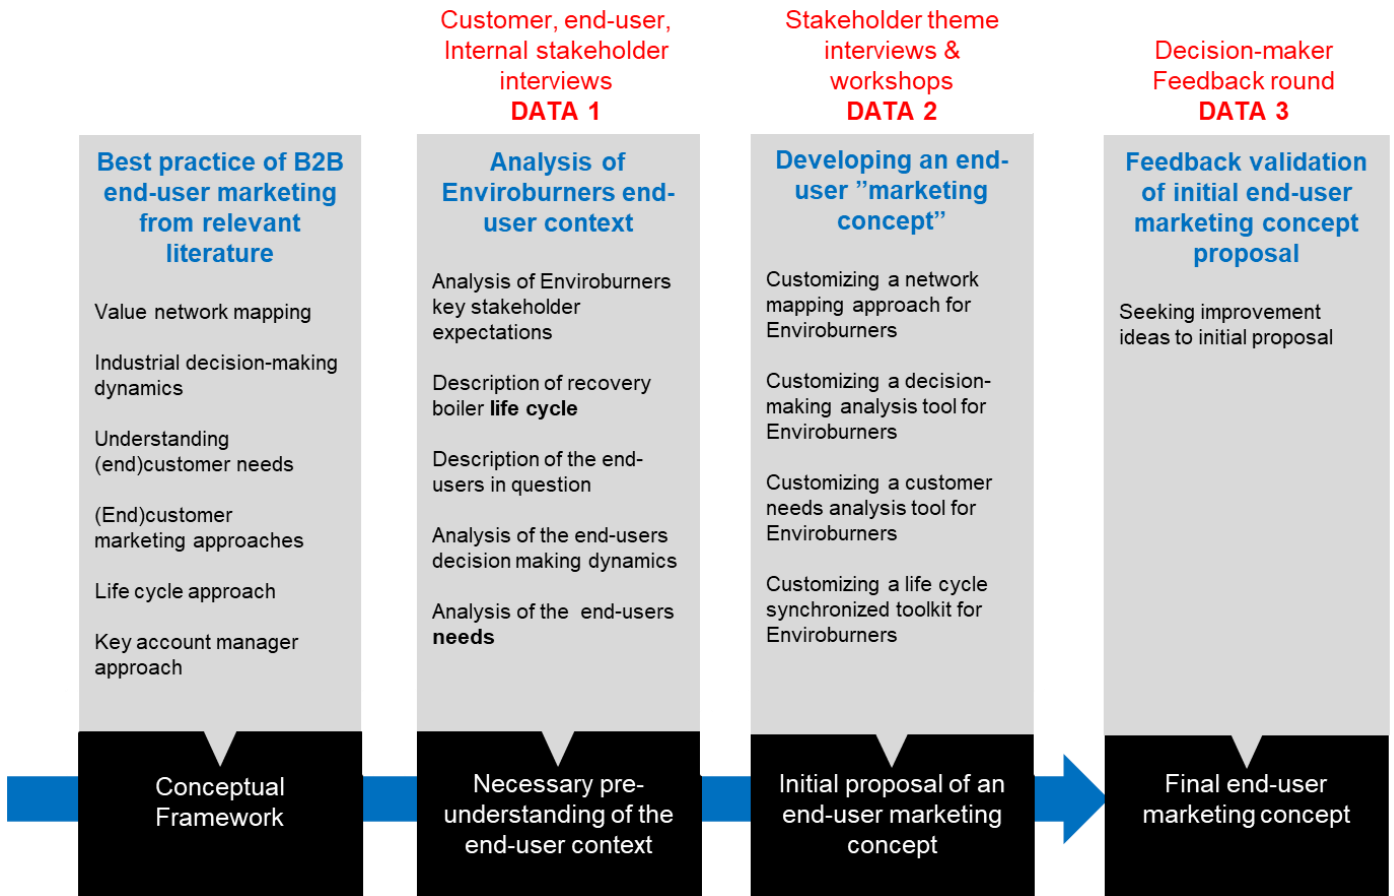 Customer, end-user,
Internal stakeholder
interviews
DATA 1
Stakeholder theme
interviews &
workshops
DATA 2
Decision-maker
Feedback round
DATA 3
Best practice of B2B
end-user marketing
from relevant
literature
Value network mapping
Industrial decision-making
dynamics
Understanding
(end)customer needs
(End)customer
marketing approaches
Life cycle approach
Key account manager
approach
Conceptual
Framework
Analysis of
Enviroburners end-
user context
Analysis of Enviroburners
key stakeholder
expectations
Description of recovery
boiler life cycle
Description of the end-
users in question
Analysis of the end-users
decision making dynamics
Analysis of the end-users
needs
Necessary pre-
understanding of the
end-user context
Developing an end-
user ”marketing
concept”
Customizing a network
mapping approach for
Enviroburners
Customizing a decision-
making analysis tool for
Enviroburners
Customizing a customer
needs analysis tool for
Enviroburners
Customizing a life cycle
synchronized toolkit for
Enviroburners
Initial proposal of an
end-user marketing
concept
Feedback validation
of initial end-user
marketing concept
proposal
Seeking improvement
ideas to initial proposal
Final end-user
marketing concept